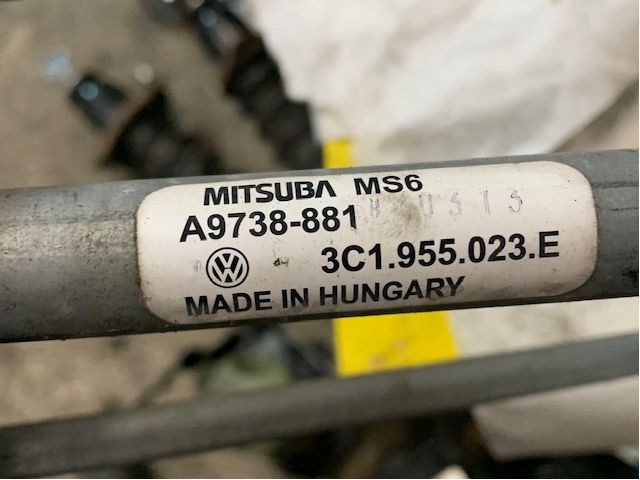 MITSUBA MS6
A9738-881
3C1.955.023.E
MADE IN HUNGARY